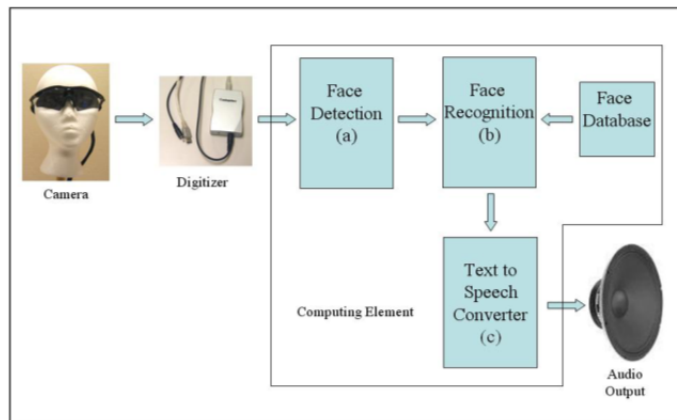 Face
Detection
(a)
Face
Recognition
(b)
Face
Database
Camera
Digitizer
Text to
Speech
Converter
(c)
Computing Element
Audio
Output